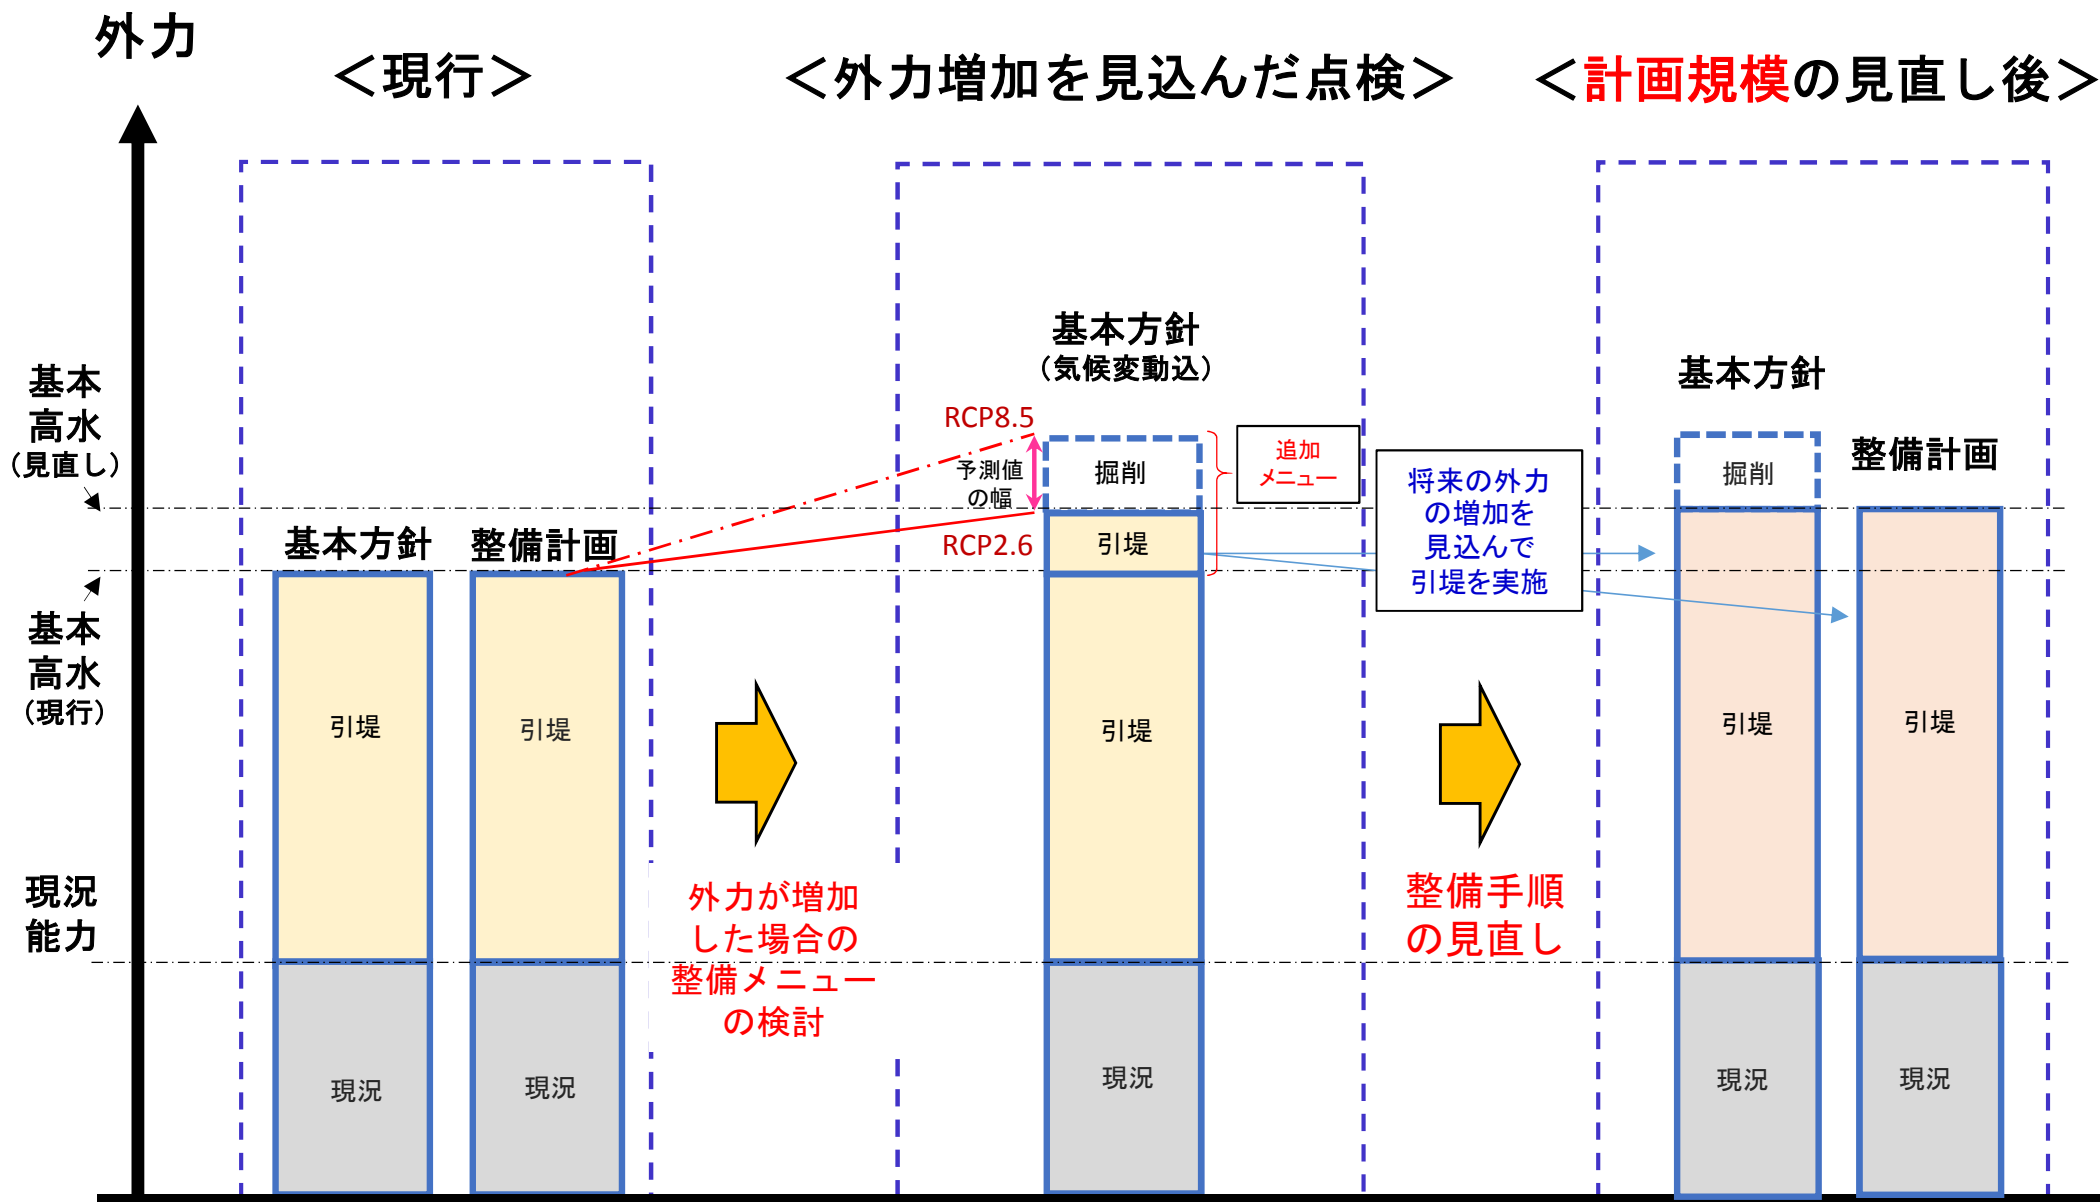 外力
＜現行＞
＜外力増加を見込んだ点検＞
＜計画規模の見直し後＞
基本
高水
（見直し）
基本
高水
（現行）
現況
能力
基本方針
整備計画
引堤
引堤
現況
現況
外力が増加
した場合の
整備メニュー
の検討
基本方針
（気候変動込）
RCP8.5
予測値
の幅
RCP2.6
掘削
引堤
引堤
現況
追加
メニュー
将来の外力
の増加を
見込んで
引堤を実施
整備手順
の見直し
基本方針
整備計画
掘削
引堤
引堤
現況
現況